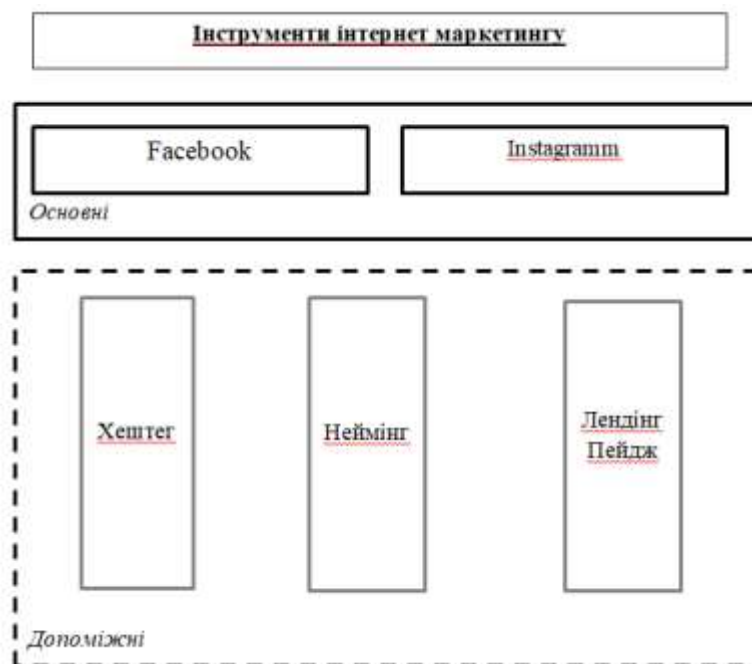 Інструменти інтернет маркетингу
Facebook
Instagramm
Основні
Хештег
Неймінг
Лендінг
Пейдж
Допоміжні